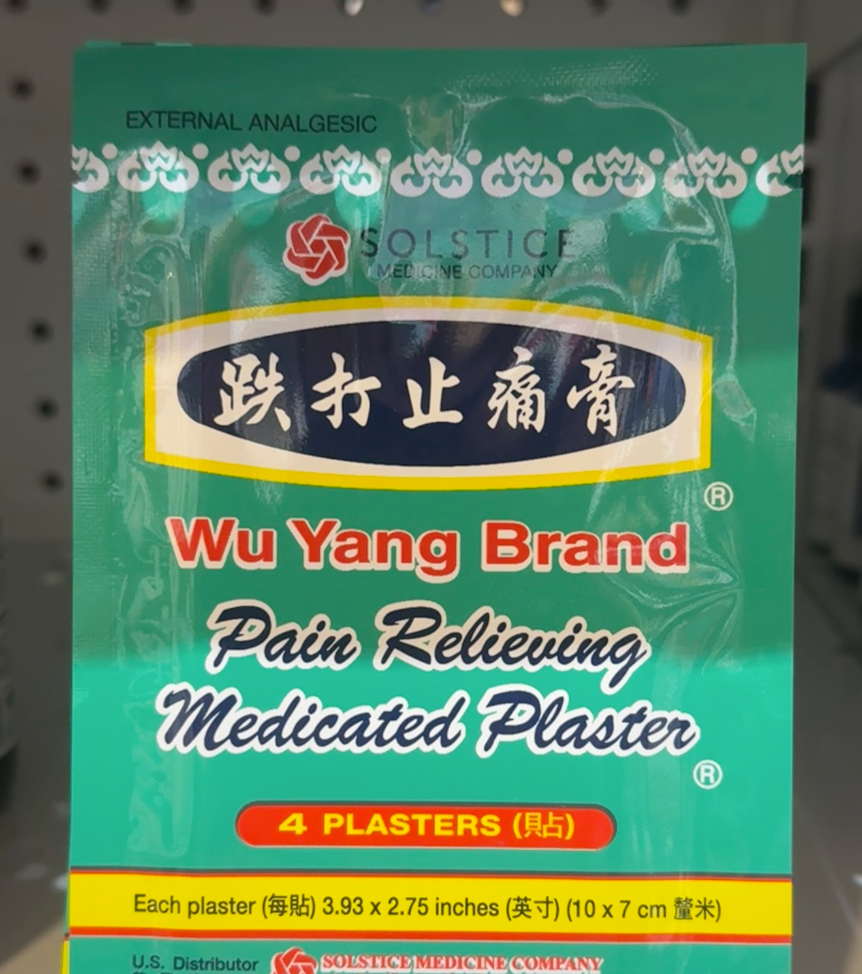 EXTERNAL ANALGESIC
SOLSTICE
MEDICINE COMPANY
跌打止痛膏
®
Wu Yang Brand
Pain Relieving
Medicated Plaster
®
4 PLASTERS (貼)
Each plaster (每貼) 3.93 x 2.75 inches (英寸) (10 x 7 cm 釐米)
U.S. Distributor SOLSTICE MEDICINE COMPANY